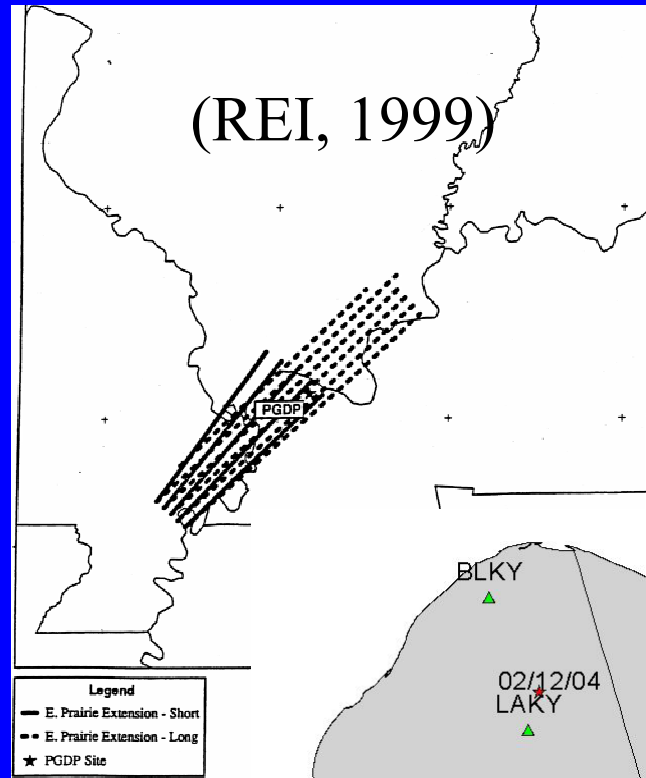 (REI, 1999)
PGDP
BLKY
02/12/04
LAKY
Legend
E. Prairie Extension - Short
E. Prairie Extension - Long
PGDP Site